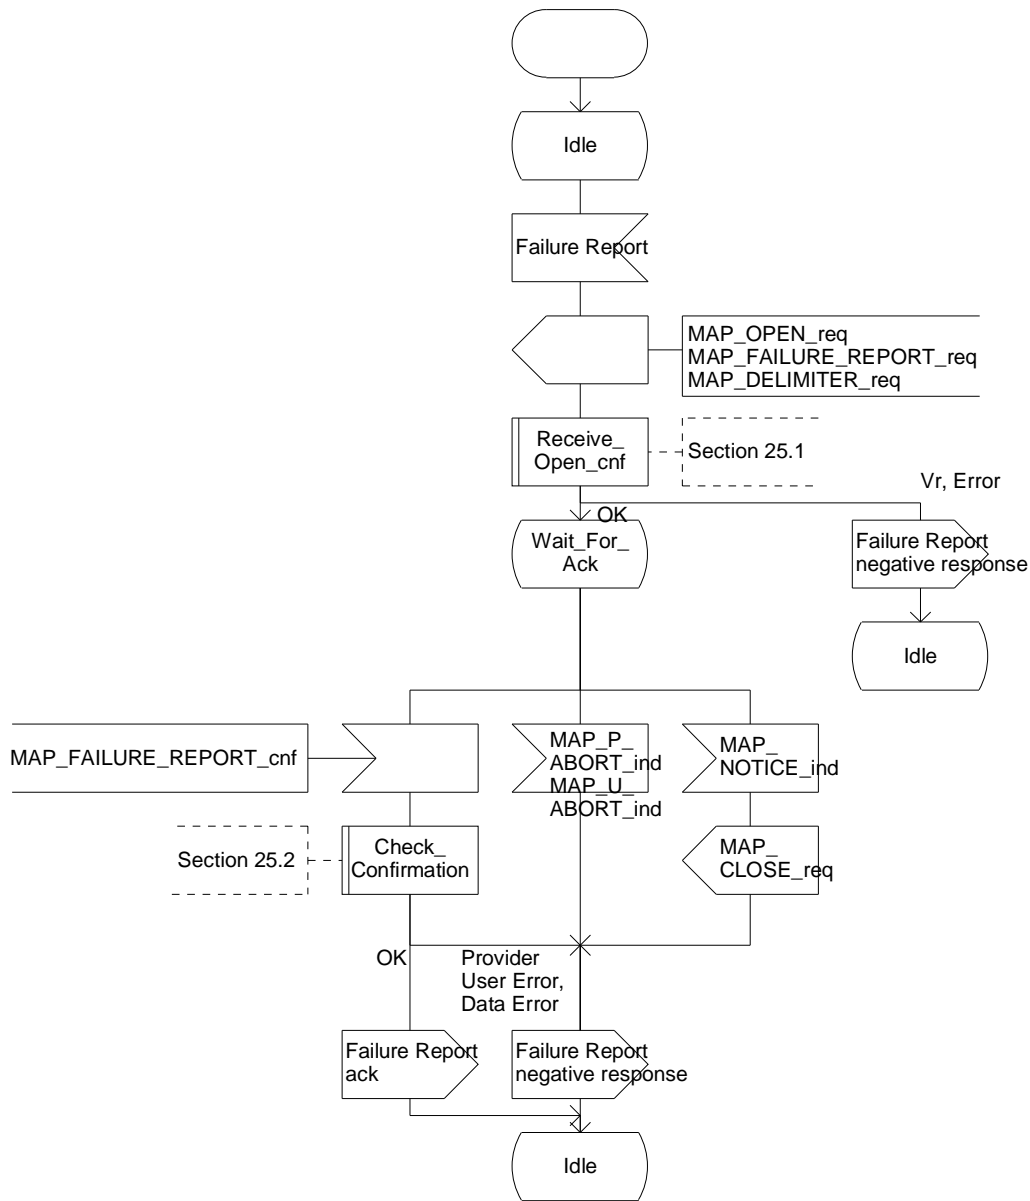 Idle
Failure Report
MAP_OPEN_req
MAP_FAILURE_REPORT_req
MAP_DELIMITER_req
Receive_
Open_cnf
Section 25.1
Vr, Error
OK
Wait_For_
Ack
Failure Report
negative response
Idle
MAP_FAILURE_REPORT_cnf
MAP_P_
ABORT_ind
MAP_U_
ABORT_ind
MAP_
NOTICE_ind
Section 25.2
Check_
Confirmation
MAP_
CLOSE_req
OK
Provider
User Error,
Data Error
Failure Report
ack
Failure Report
negative response
Idle